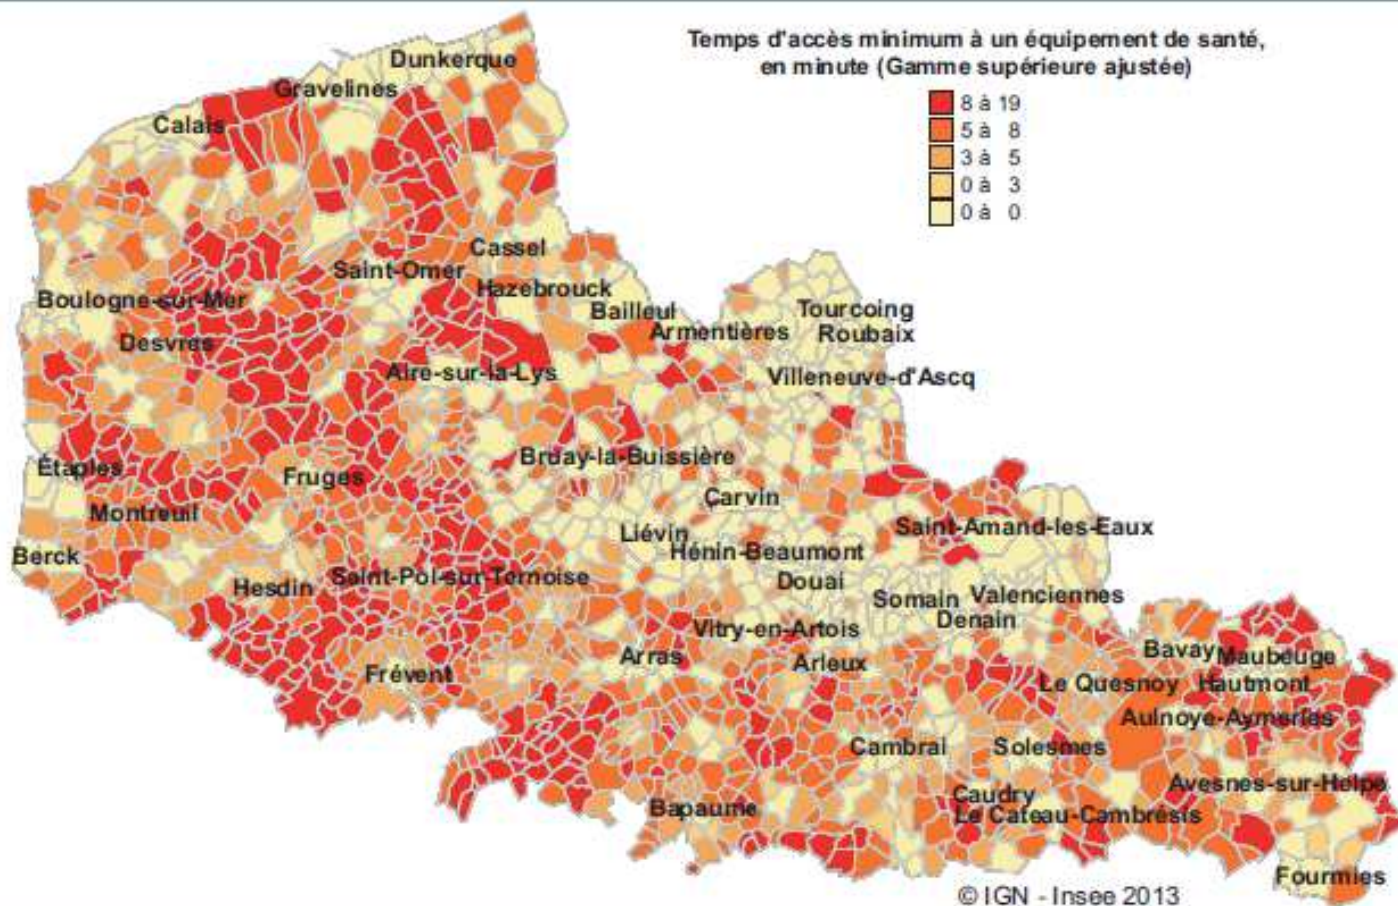 Temps d'accès minimum à un équipement de santé,
en minute (Gamme supérieure ajustée)
8 à 19
5 à 8
3 à 5
0 à 3
0 à 0
Dunkerque
Gravelines
Calais
Cassel
Saint-Omer
Hazebrouck
Boulogne-sur-Mer
Bailleul
Tourcoing
Armentières
Roubaix
Desvres
Aire-sur-la-Lys
Villeneuve-d'Ascq
Bruay-la-Buissière
Étaples
Fruges
Carvin
Montreuil
Saint-Amand-les-Eaux
Liévin
Hénin-Beaumont
Berck
Saint-Pol-sur-Ternoise
Douai
Hesdin
Somain
Valenciennes
Denain
Vitry-en-Artois
Arras
Arleux
Bavay
Maubeuge
Frévent
Le Quesnoy
Hautmont
Aulnoye-Aymeries
Cambrai
Solesmes
Avesnes-sur-Helpe
Caudry
Bapaume
Le Cateau-Cambrésis
Fourmies
© IGN - Insee 2013